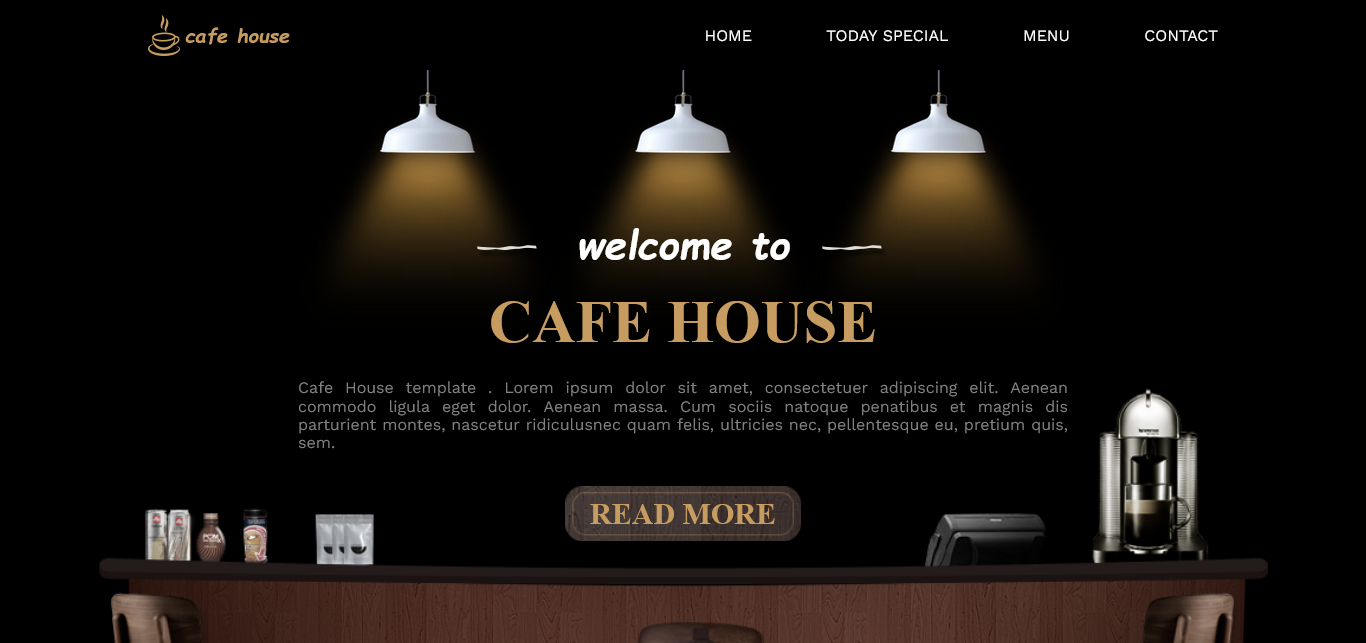 cafe house
HOME TODAY SPECIAL MENU CONTACT
welcome to
CAFE HOUSE
Cafe House template . Lorem ipsum dolor sit amet, consectetuer adipiscing elit. Aenean
commodo ligula eget dolor. Aenean massa. Cum sociis natoque penatibus et magnis dis
parturient montes, nascetur ridiculusnec quam felis, ultricies nec, pellentesque eu, pretium quis,
sem.
READ MORE